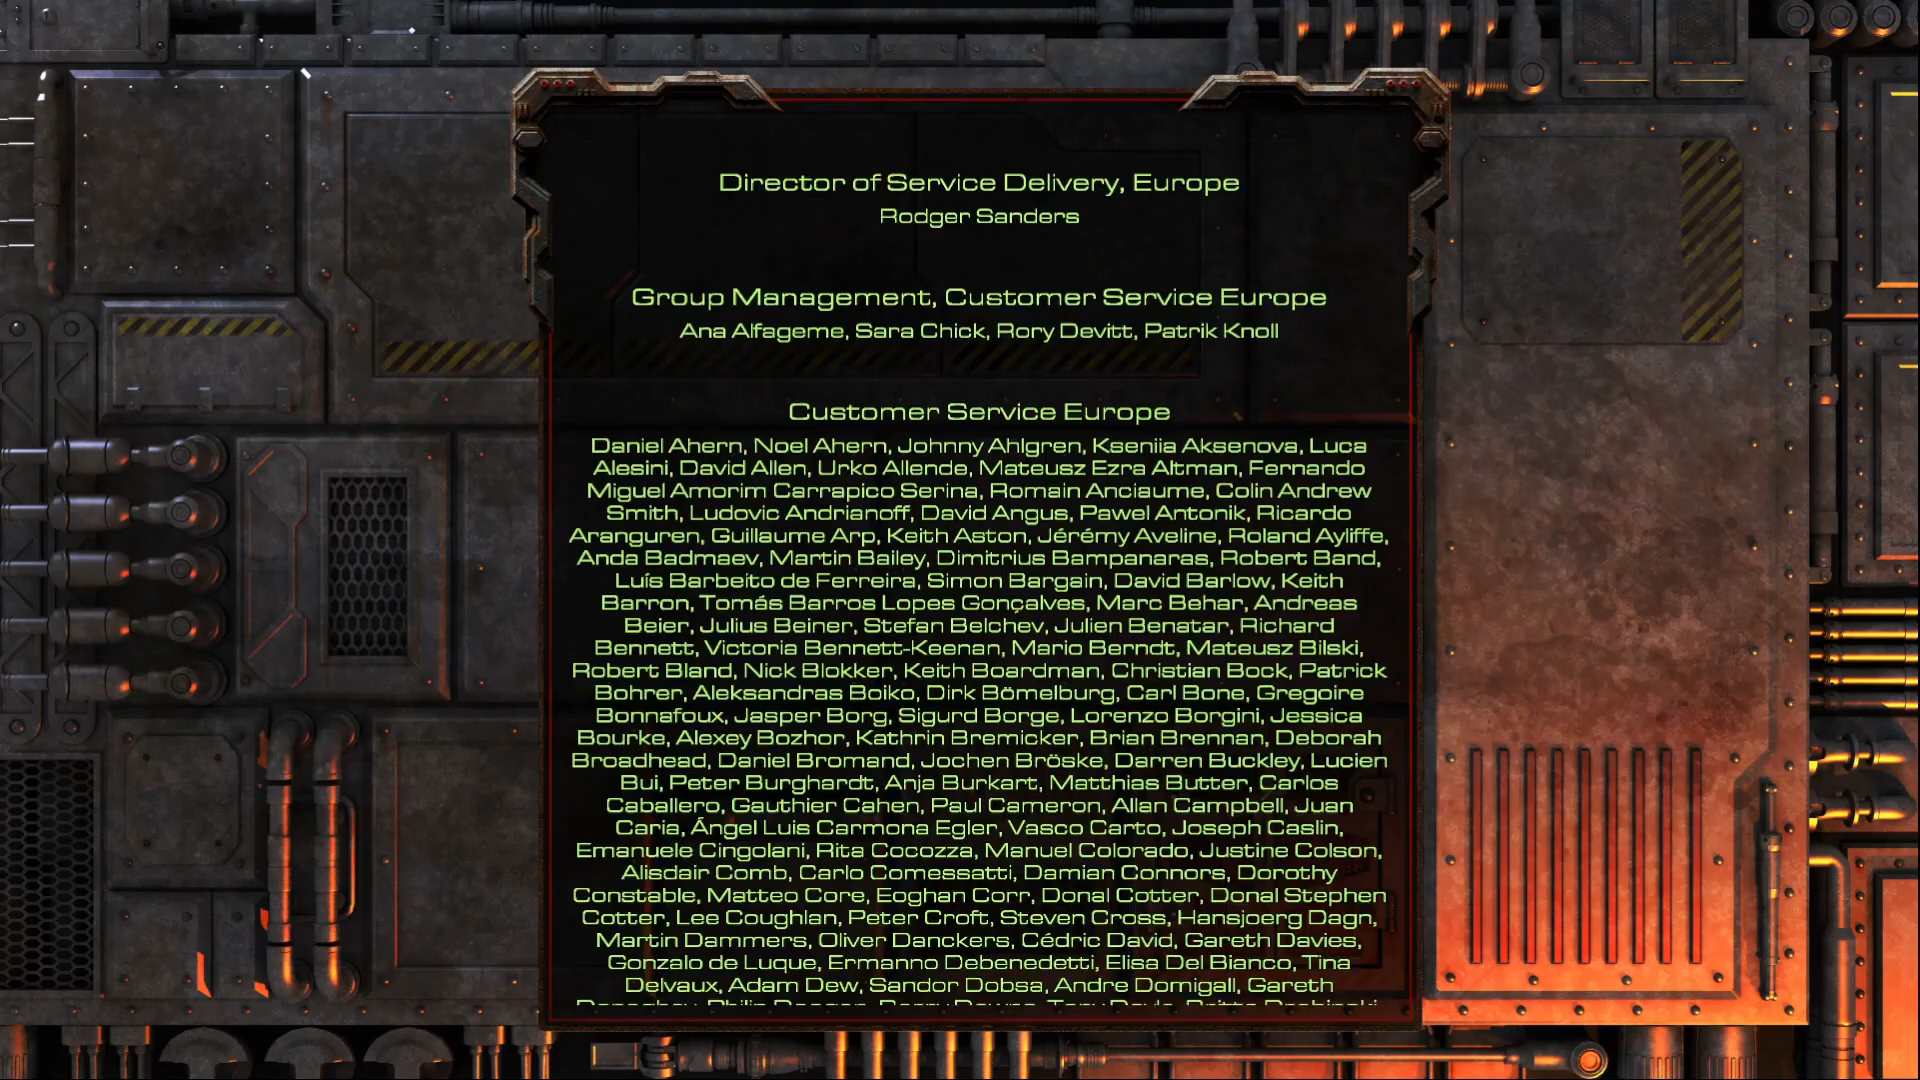 Director of Service Delivery, Europe
Rodger Sanders
Group Management, Customer Service Europe
Ana Alfageme, Sara Chick, Rory Devitt, Patrik Knoll
Customer Service Europe
Daniel Ahern, Noel Ahern, Johnny Ahlgren, Kseniia Aksenova, Luca
Alesini, David Allen, Urko Allende, Mateusz Ezra Altman, Fernando
Miguel Amorim Carrapico Serina, Romain Anciaume, Colin Andrew
Smith, Ludovic Andrianoff, David Angus, Pawel Antonik, Ricardo
Aranguren, Guillaume Arp, Keith Aston, Jérémy Aveline, Roland Ayliffe,
Anda Badmaev, Martin Bailey, Dimitrius Bampanaras, Robert Band,
Luís Barbeito de Ferreira, Simon Bargain, David Barlow, Keith
Barron, Tomás Barros Lopes Gonçalves, Marc Behar, Andreas
Beier, Julius Beiner, Stefan Belchev, Julien Benatar, Richard
Bennett, Victoria Bennett-Keenan, Mario Berndt, Mateusz Bilski,
Robert Bland, Nick Blokker, Keith Boardman, Christian Bock, Patrick
Bohrer, Aleksandras Boiko, Dirk Bömelburg, Carl Bone, Gregoire
Bonnafoux, Jasper Borg, Sigurd Borge, Lorenzo Borgini, Jessica
Bourke, Alexey Bozhor, Kathrin Bremicker, Brian Brennan, Deborah
Broadhead, Daniel Bromand, Jochen Bröske, Darren Buckley, Lucien
Bui, Peter Burghardt, Anja Burkart, Matthias Butter, Carlos
Caballero, Gauthier Cahen, Paul Cameron, Allan Campbell, Juan
Caria, Ángel Luis Carmona Egler, Vasco Carto, Joseph Caslin,
Emanuele Cingolani, Rita Cocozza, Manuel Colorado, Justine Colson,
Alisdair Comb, Carlo Comessatti, Damian Connors, Dorothy
Constable, Matteo Core, Eoghan Corr, Donal Cotter, Donal Stephen
Cotter, Lee Coughlan, Peter Croft, Steven Cross, Hansjoerg Dagn,
Martin Dammers, Oliver Danckers, Cédric David, Gareth Davies,
Gonzalo de Luque, Ermanno Debenedetti, Elisa Del Bianco, Tina
Delvaux, Adam Dew, Sandor Dobsa, Andre Domigall, Gareth